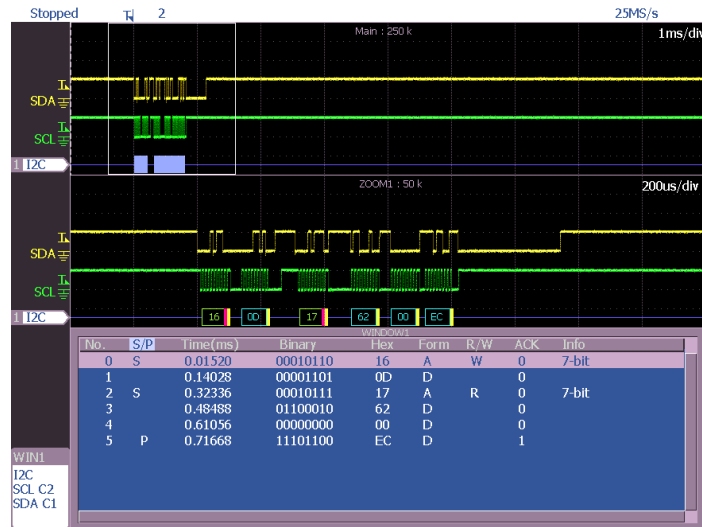 Stopped T 2 25MS/s
Main : 250 k 1ms/div
SDA
SCL
1 I2C
ZOOM1 : 50 k 200us/div
SDA
SCL
1 I2C 16 0D 17 62 00 EC
WINDOW1
No. S/P Time(ms) Binary Hex Form R/W ACK Info
0 S 0.01520 00010110 16 A W 0 7-bit
1 0.14028 00001101 0D D 0
2 S 0.32336 00010111 17 A R 0 7-bit
3 0.48488 01100010 62 D 0
4 0.61056 00000000 00 D 0
5 P 0.71668 11101100 EC D 1
WIN1
I2C
SCL C2
SDA C1